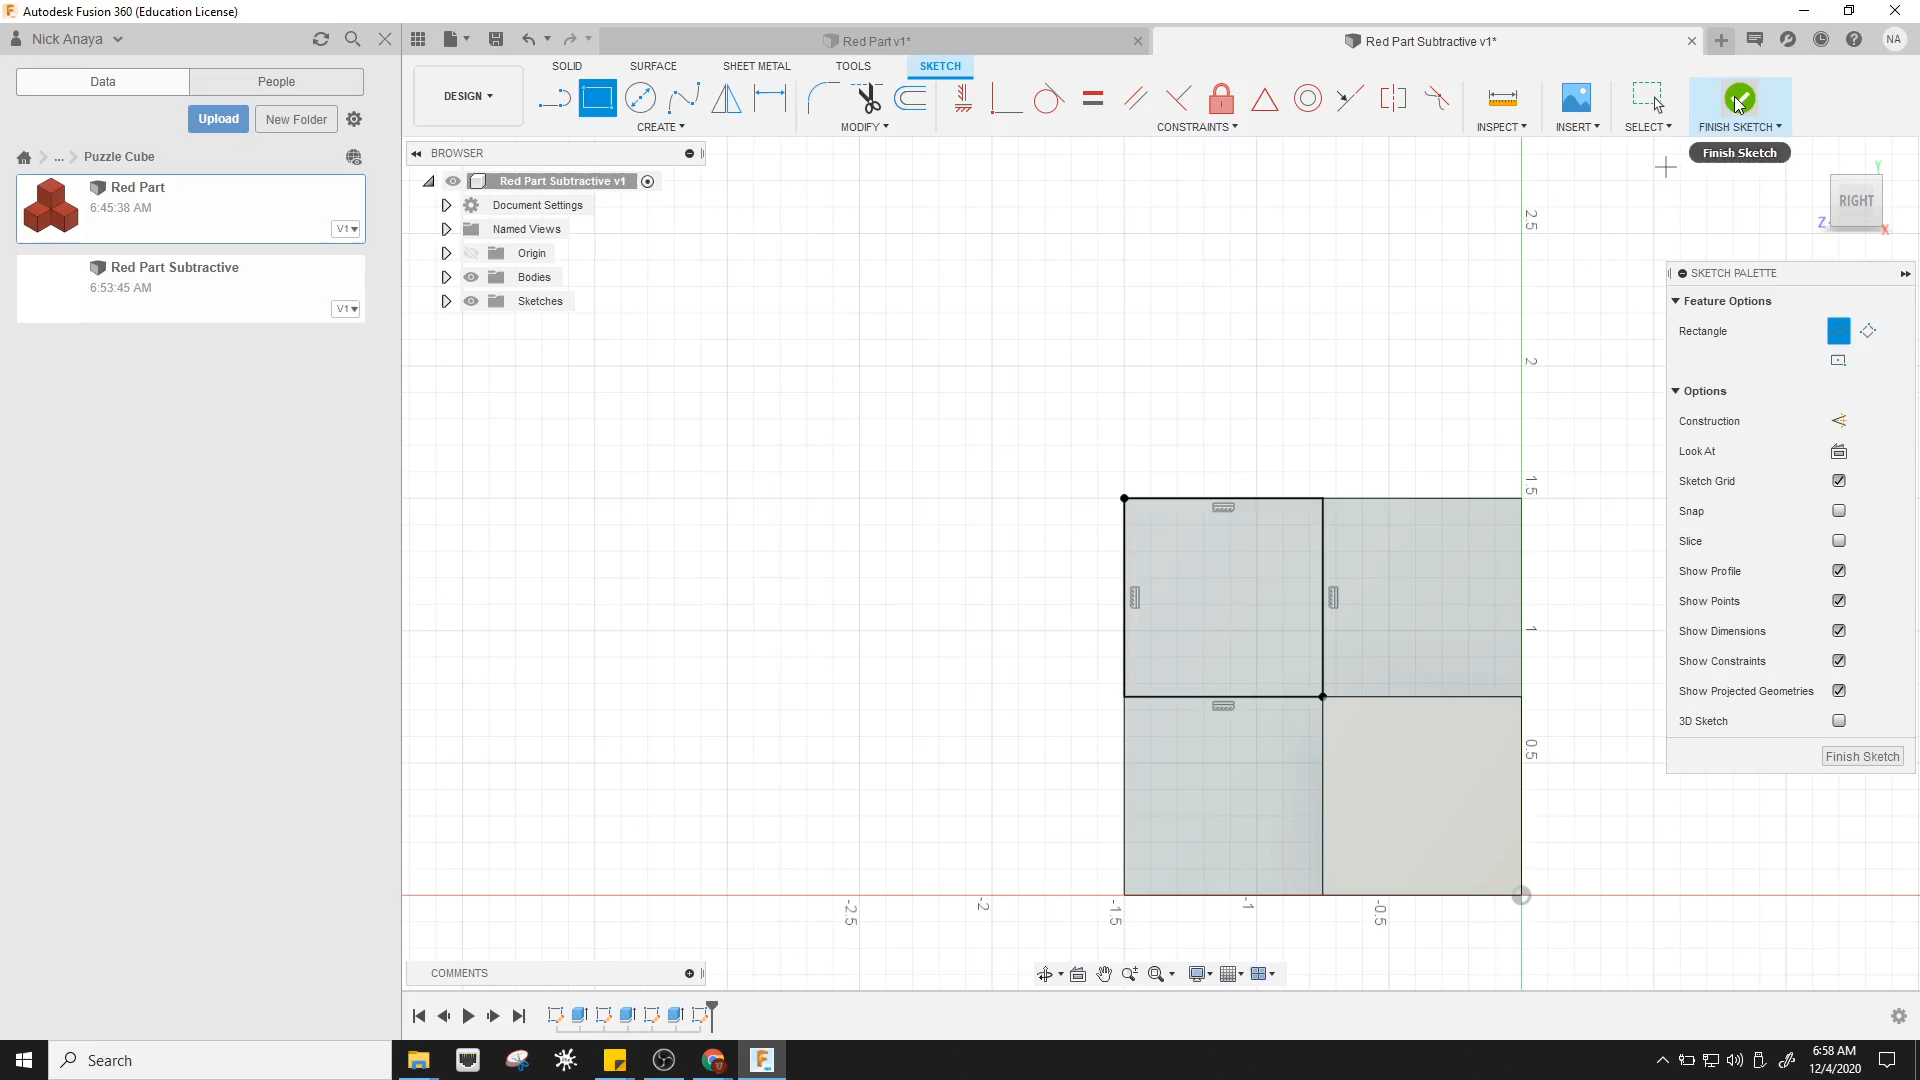 Autodesk Fusion 360 (Education License)
Nick Anaya
Red Part v1*
Red Part Subtractive v1*
NA
Data
People
Upload
New Folder
... Puzzle Cube
Red Part
6:45:38 AM
V1
Red Part Subtractive
6:53:45 AM
V1
SOLID
SURFACE
SHEET METAL
TOOLS
SKETCH
DESIGN
CREATE
MODIFY
CONSTRAINTS
INSPECT
INSERT
SELECT
FINISH SKETCH
Finish Sketch
BROWSER
Red Part Subtractive v1
Document Settings
Named Views
Origin
Bodies
Sketches
Y
RIGHT
Z
X
SKETCH PALETTE
Feature Options
Rectangle
Options
Construction
Look At
Sketch Grid
Snap
Slice
Show Profile
Show Points
Show Dimensions
Show Constraints
Show Projected Geometries
3D Sketch
Finish Sketch
2.5
2
1.5
1
0.5
-2.5
-2
-1.5
-1
-0.5
COMMENTS
Search
6:58 AM
12/4/2020